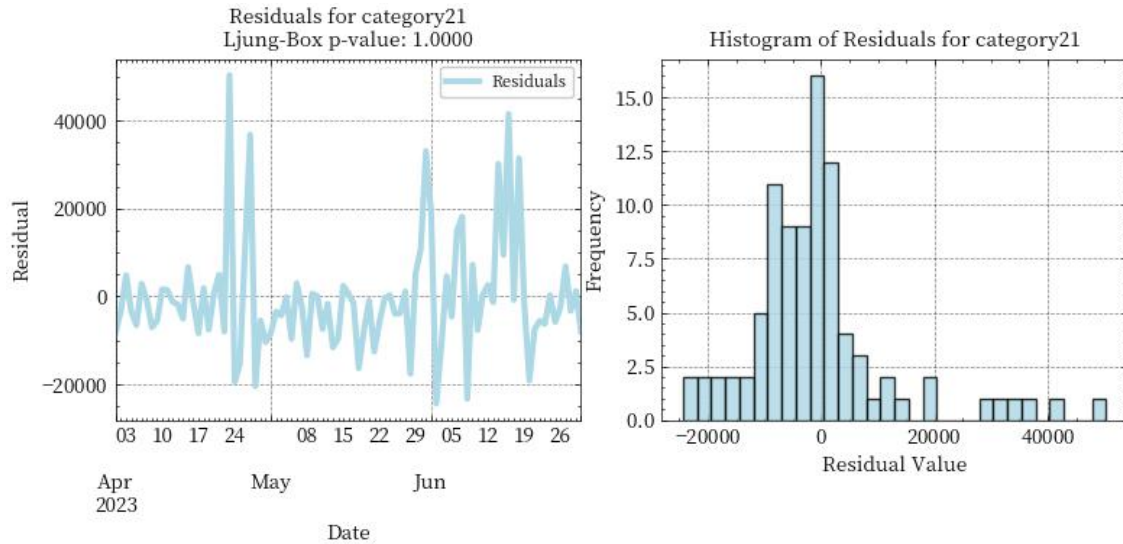 Residuals for category21
Ljung-Box p-value: 1.0000
Residuals
Residual
40000
20000
0
−20000
03 10 17 24 08 15 22 29 05 12 19 26
Apr May Jun
2023
Date
Histogram of Residuals for category21
Frequency
15.0
12.5
10.0
7.5
5.0
2.5
0.0
−20000 0 20000 40000
Residual Value